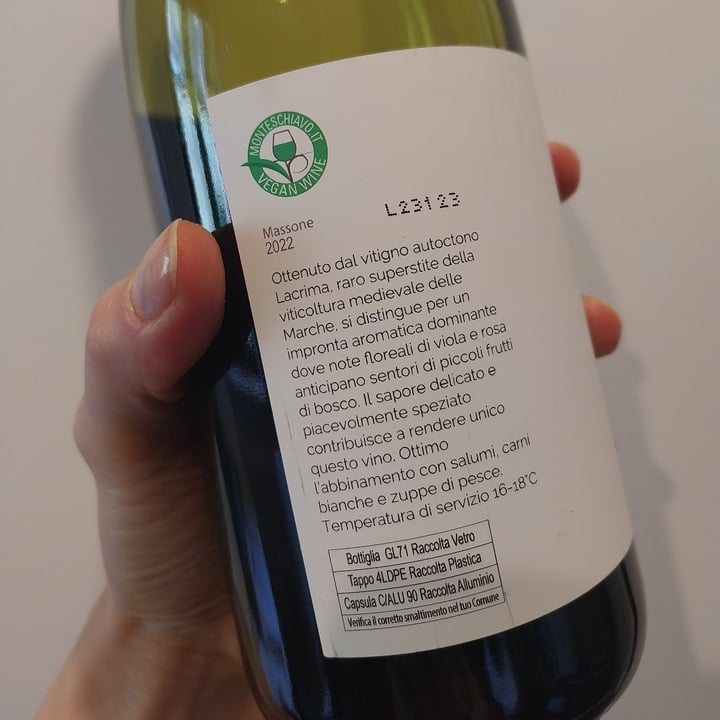 MONTESCHIAVO.IT
VEGAN WINE
L23123
Massone
2022
Ottenuto dal vitigno autoctono
Lacrima, raro superstite della
viticoltura medievale delle
Marche, si distingue per un
impronta aromatica dominante
dove note floreali di viola e rosa
anticipano sentori di piccoli frutti
di bosco. Il sapore delicato e
piacevolmente speziato
contribuisce a rendere unico
questo vino. Ottimo
l'abbinamento con salumi, carni
bianche e zuppe di pesce.
Temperatura di servizio 16-18°C
Bottiglia GL71 Raccolta Vetro
Tappo 4LDPE Raccolta Plastica
Capsula C/ALU 90 Raccolta Alluminio
Verifica il corretto smaltimento nel tuo Comune